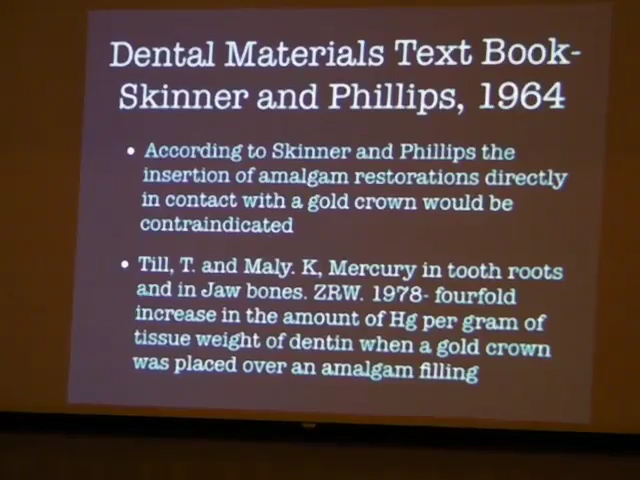 Dental Materials Text Book-
Skinner and Phillips, 1964
• According to Skinner and Phillips the
insertion of amalgam restorations directly
in contact with a gold crown would be
contraindicated
• Till, T. and Maly. K, Mercury in tooth roots
and in Jaw bones. ZRW. 1978- fourfold
increase in the amount of Hg per gram of
tissue weight of dentin when a gold crown
was placed over an amalgam filling